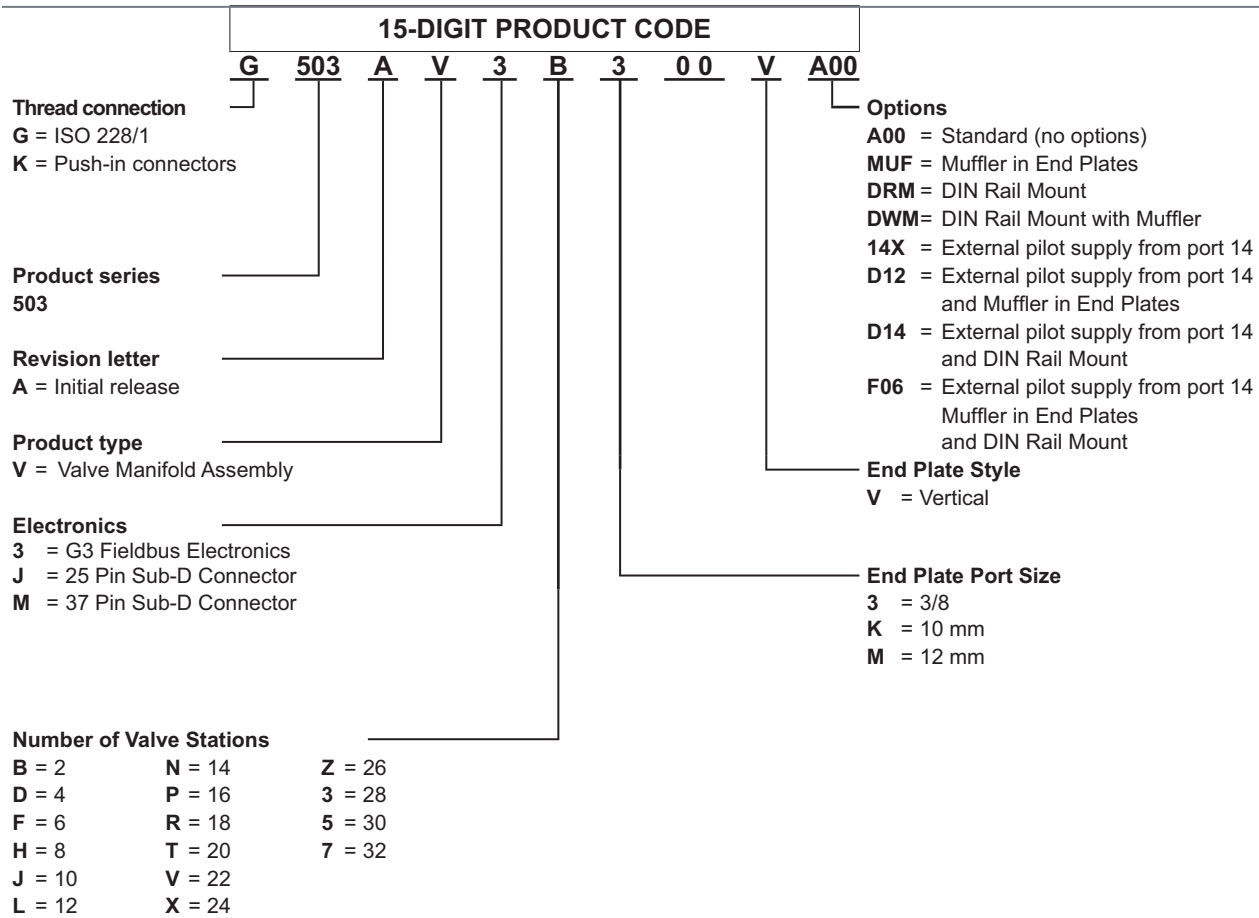 15-DIGIT PRODUCT CODE
G 503 A V 3 B 3 0 0 V A00
Thread connection
G = ISO 228/1
K = Push-in connectors
Product series
503
Revision letter
A = Initial release
Product type
V = Valve Manifold Assembly
Electronics
3 = G3 Fieldbus Electronics
J = 25 Pin Sub-D Connector
M = 37 Pin Sub-D Connector
Number of Valve Stations
B = 2 N = 14 Z = 26
D = 4 P = 16 3 = 28
F = 6 R = 18 5 = 30
H = 8 T = 20 7 = 32
J = 10 V = 22
L = 12 X = 24
Options
A00 = Standard (no options)
MUF = Muffler in End Plates
DRM = DIN Rail Mount
DWM= DIN Rail Mount with Muffler
14X = External pilot supply from port 14
D12 = External pilot supply from port 14
and Muffler in End Plates
D14 = External pilot supply from port 14
and DIN Rail Mount
F06 = External pilot supply from port 14
Muffler in End Plates
and DIN Rail Mount
End Plate Style
V = Vertical
End Plate Port Size
3 = 3/8
K = 10 mm
M = 12 mm